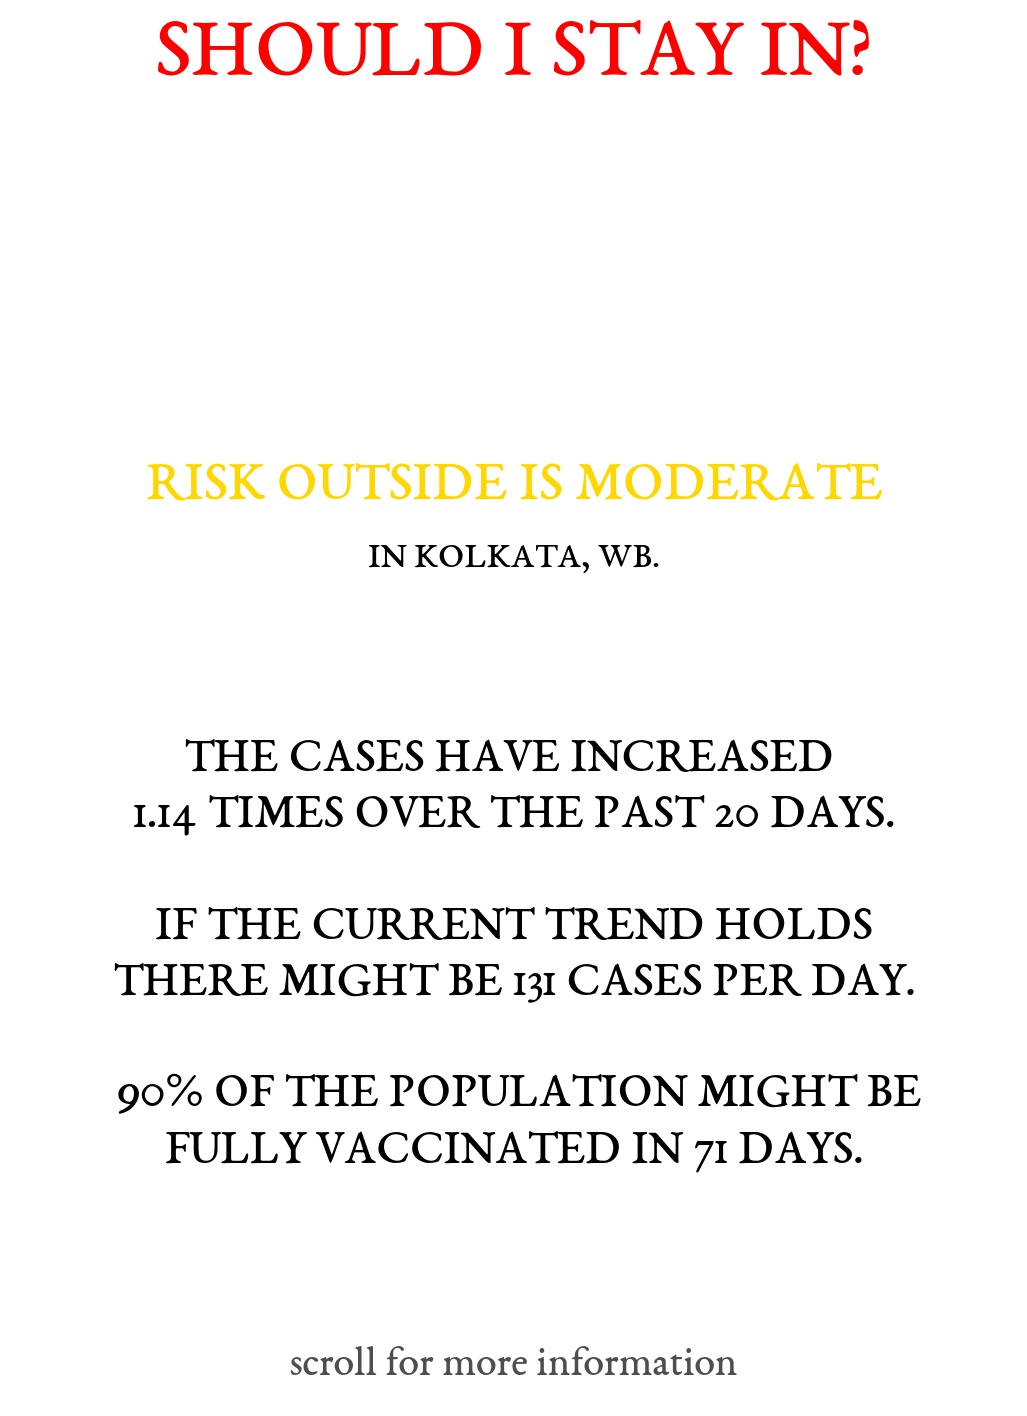 SHOULD I STAY IN?
RISK OUTSIDE IS MODERATE
IN KOLKATA, WB.
THE CASES HAVE INCREASED
1.14 TIMES OVER THE PAST 20 DAYS.
IF THE CURRENT TREND HOLDS
THERE MIGHT BE 131 CASES PER DAY.
90% OF THE POPULATION MIGHT BE
FULLY VACCINATED IN 71 DAYS.
scroll for more information